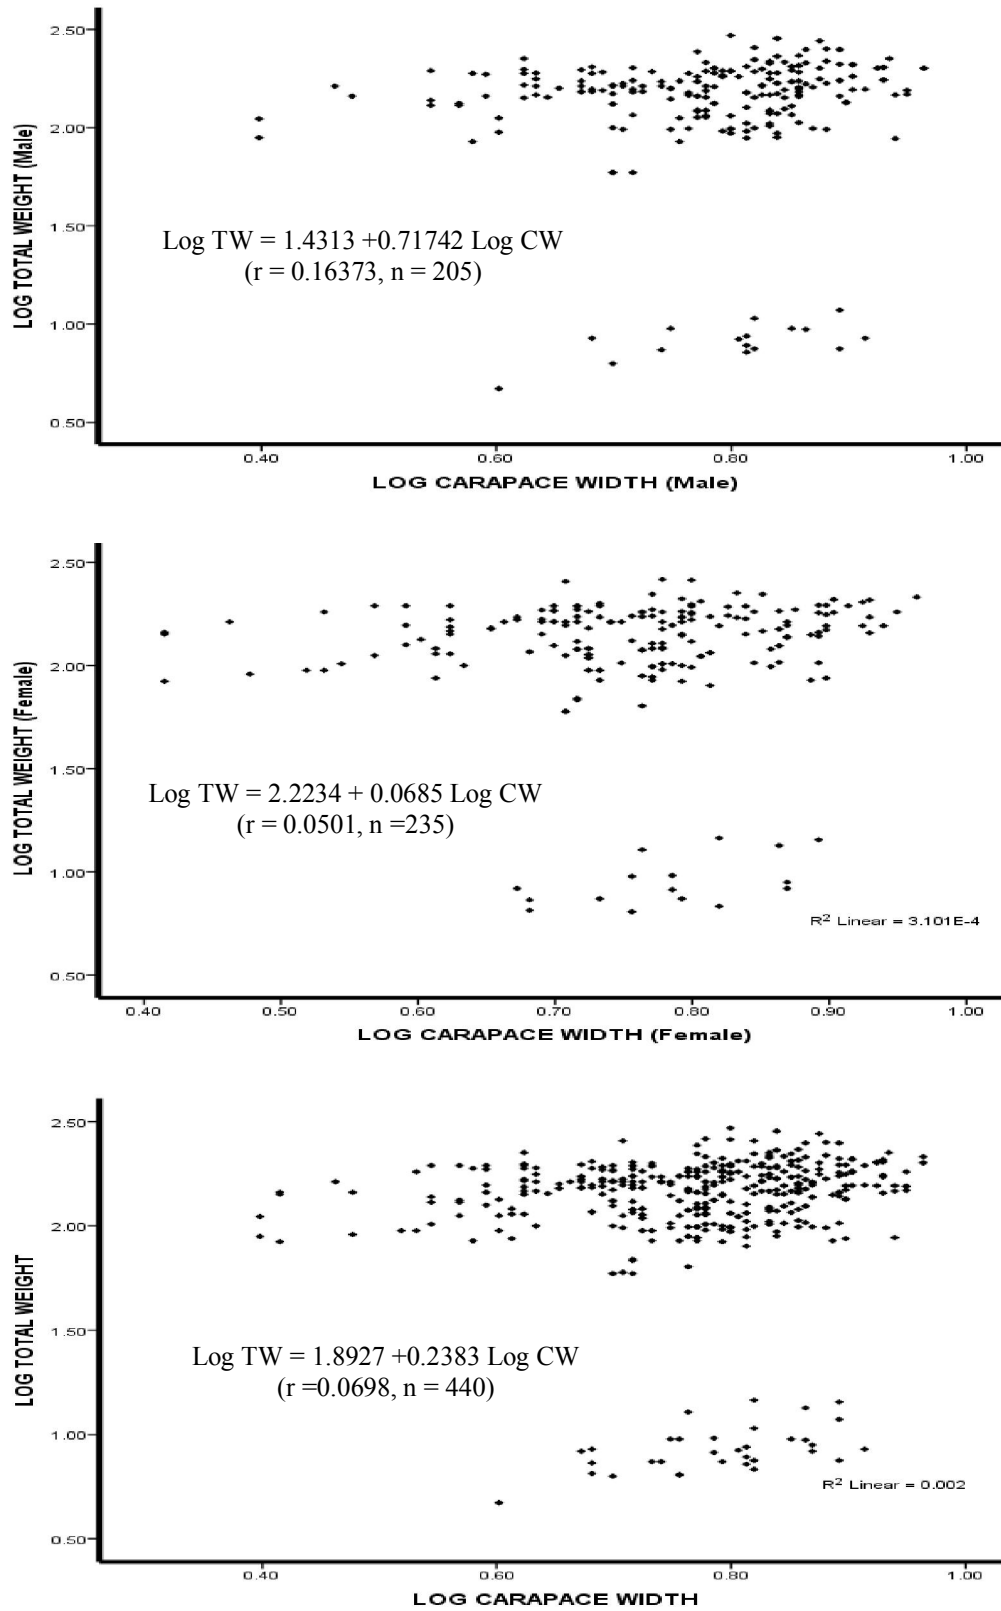 2.50
2.00
1.50
1.00
0.50
LOG TOTAL WEIGHT (Male)
Log TW = 1.4313 +0.71742 Log CW
(r = 0.16373, n = 205)
0.40 0.60 0.80 1.00
LOG CARAPACE WIDTH (Male)
2.50
2.00
1.50
1.00
0.50
LOG TOTAL WEIGHT (Female)
Log TW = 2.2234 + 0.0685 Log CW
(r = 0.0501, n =235)
R² Linear = 3.101E-4
0.40 0.50 0.60 0.70 0.80 0.90 1.00
LOG CARAPACE WIDTH (Female)
2.50
2.00
1.50
1.00
0.50
LOG TOTAL WEIGHT
Log TW = 1.8927 +0.2383 Log CW
(r =0.0698, n = 440)
R² Linear = 0.002
0.40 0.60 0.80 1.00
LOG CARAPACE WIDTH